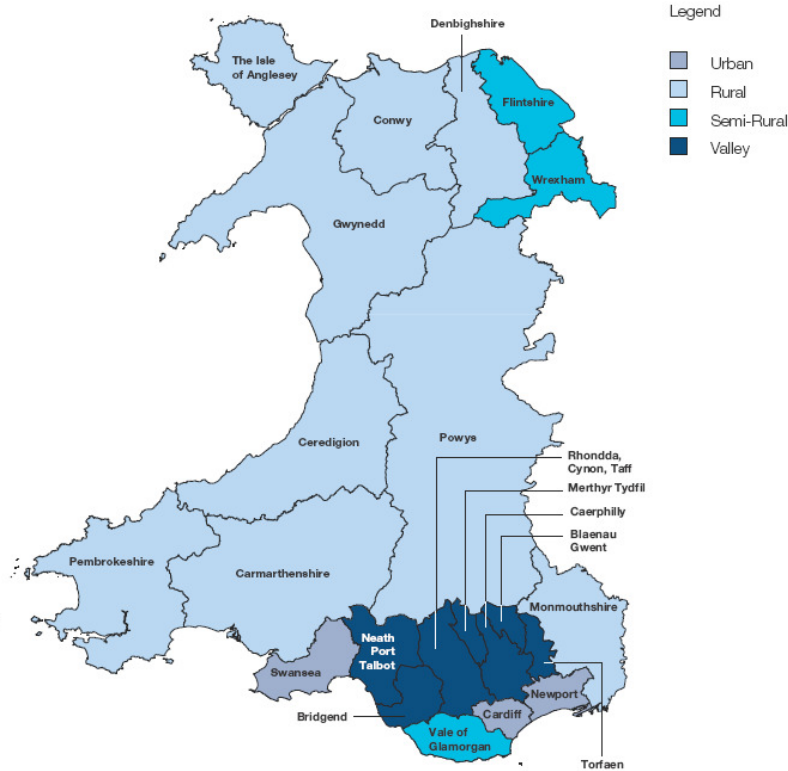 Legend
Denbighshire
Urban
Rural
Semi-Rural
Valley
The Isle
of Anglesey
Flintshire
Conwy
Wrexham
Gwynedd
Ceredigion
Powys
Rhondda,
Cynon, Taff
Merthyr Tydfil
Caerphilly
Blaenau
Gwent
Pembrokeshire
Carmarthenshire
Monmouthshire
Neath
Port
Talbot
Swansea
Newport
Bridgend
Cardiff
Vale of
Glamorgan
Torfaen